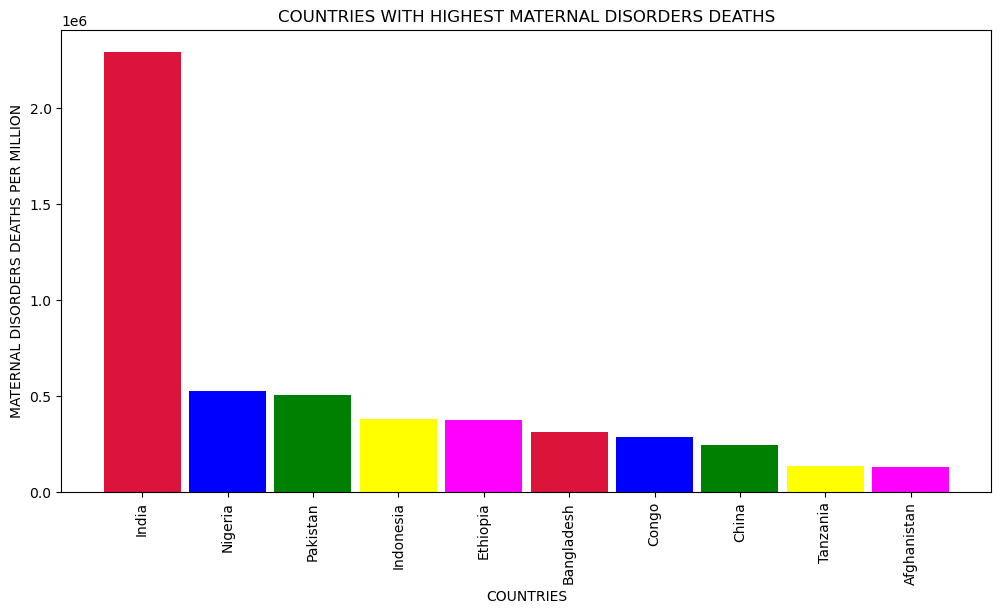 COUNTRIES WITH HIGHEST MATERNAL DISORDERS DEATHS
1e6
MATERNAL DISORDERS DEATHS PER MILLION
2.0
1.5
1.0
0.5
0.0
India
Nigeria
Pakistan
Indonesia
Ethiopia
Bangladesh
Congo
China
Tanzania
Afghanistan
COUNTRIES